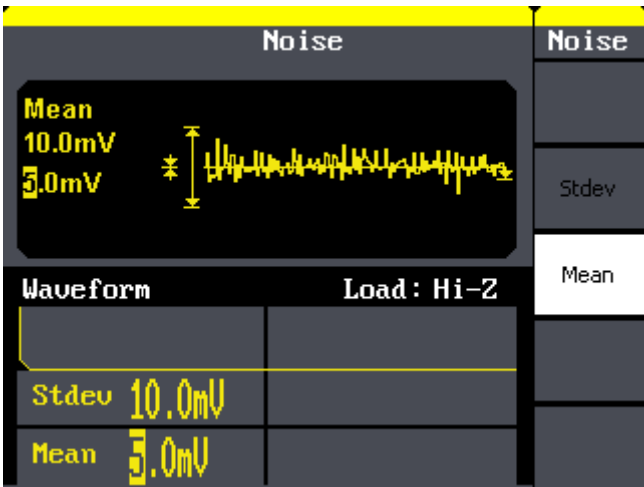 Noise
Noise
Mean
10.0mV
5.0mV
Stdev
Mean
Waveform Load: Hi-Z
Stdev 10.0mV
Mean 5.0mV